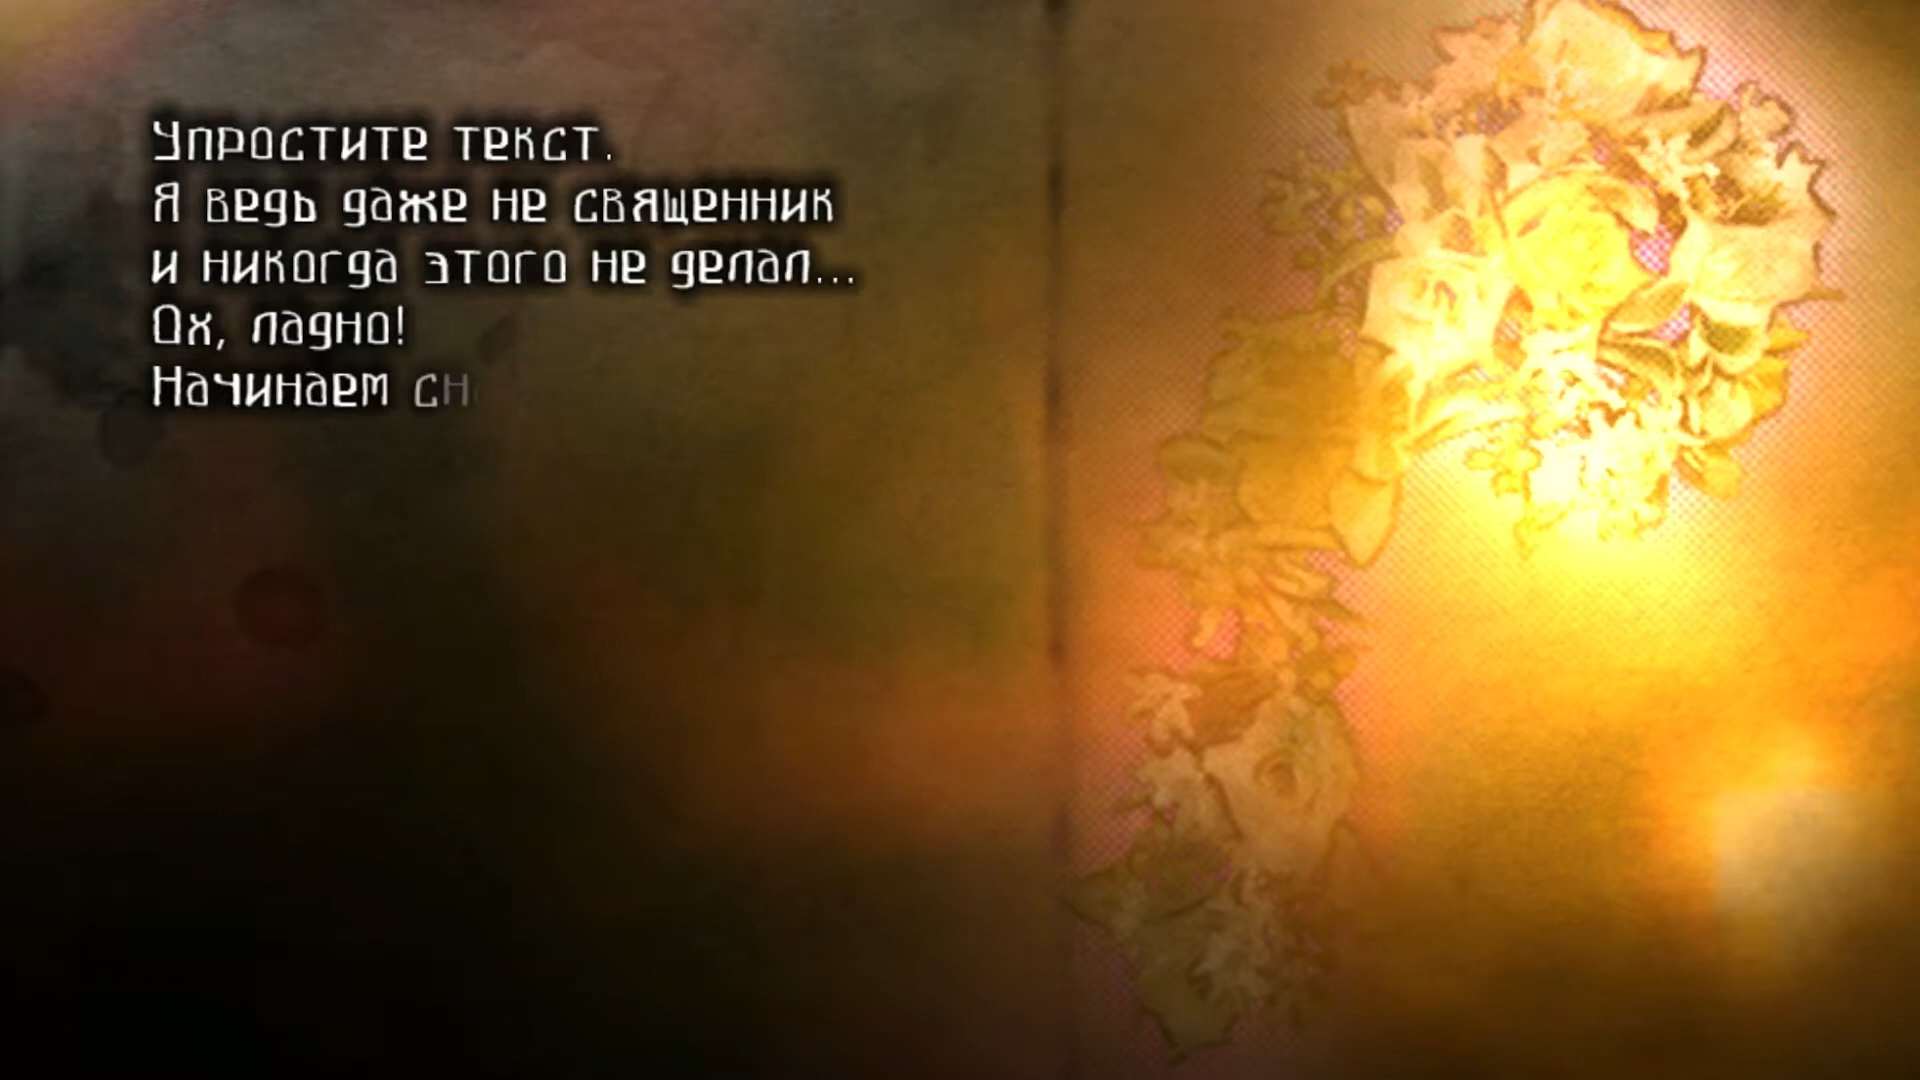 Упростите текст.
Я ведь даже не священник
и никогда этого не делал...
Ох, ладно!
Начинаем